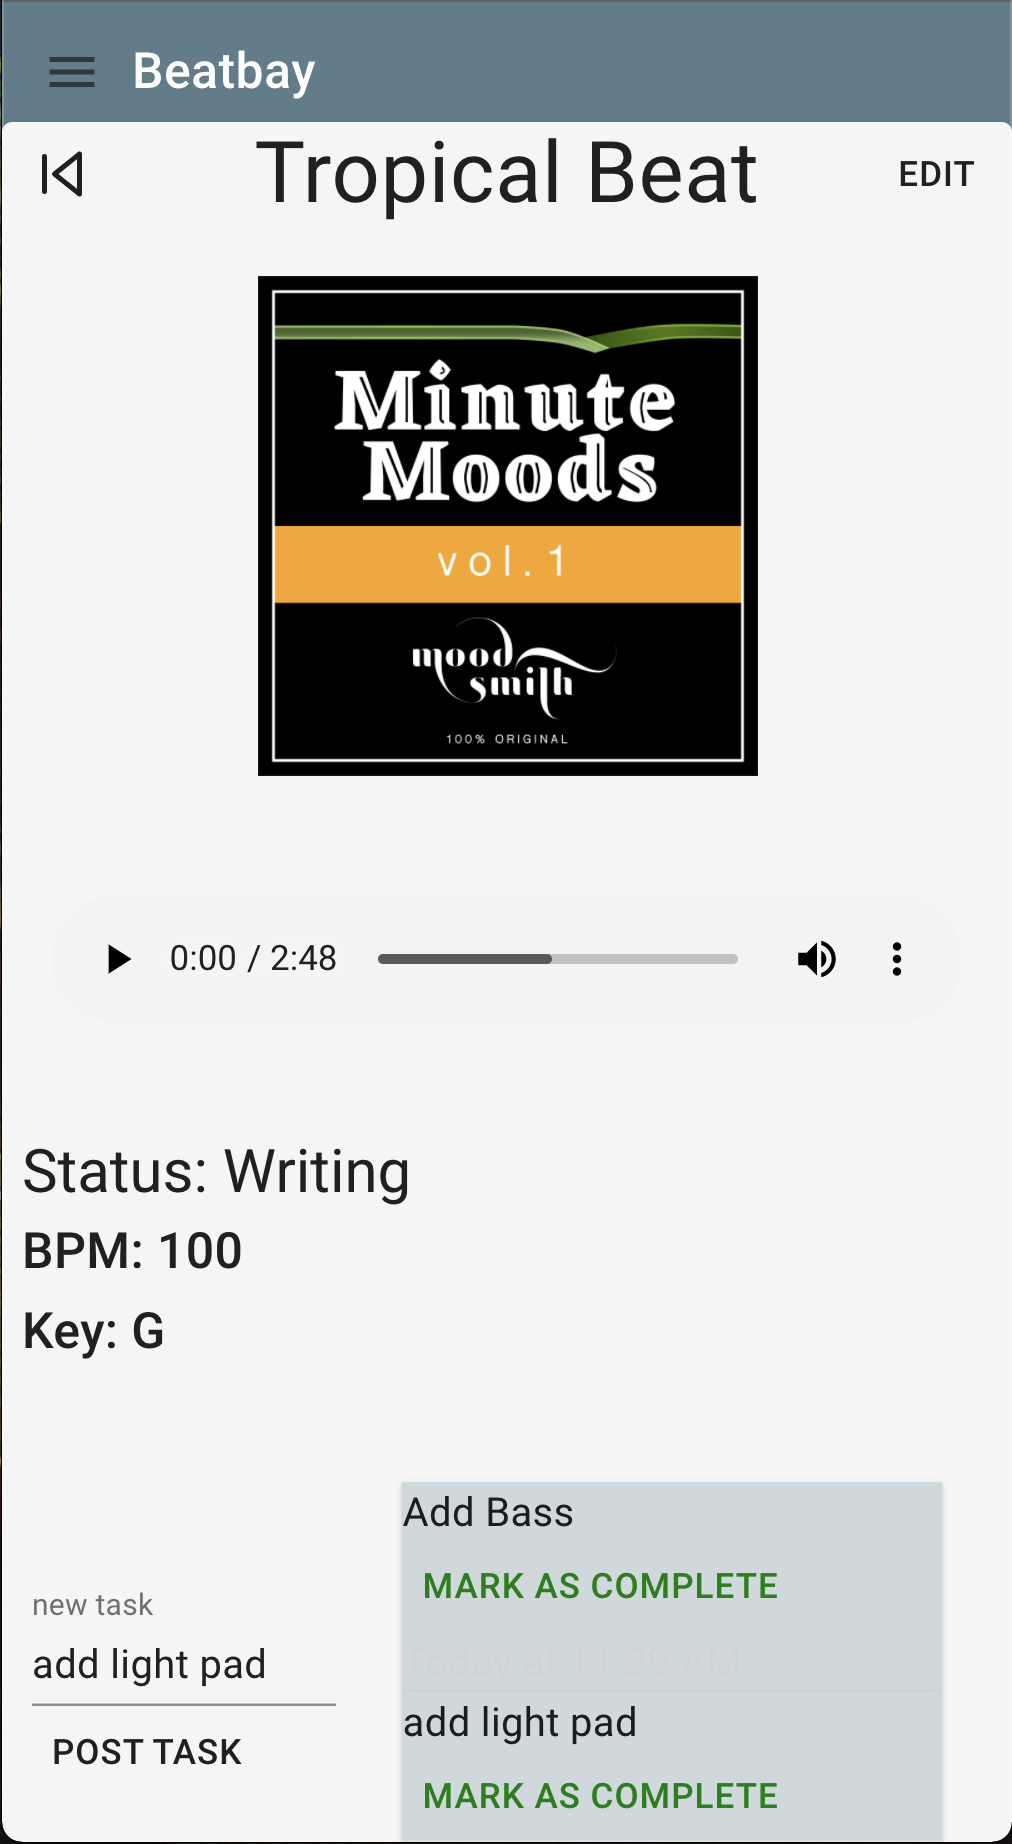 Beatbay
Tropical Beat
EDIT
Minute
Moods
vol.1
mood
smith
100% ORIGINAL
0:00 / 2:48
Status: Writing
BPM: 100
Key: G
new task
add light pad
POST TASK
Add Bass
MARK AS COMPLETE
Today at 11:29 AM
add light pad
MARK AS COMPLETE